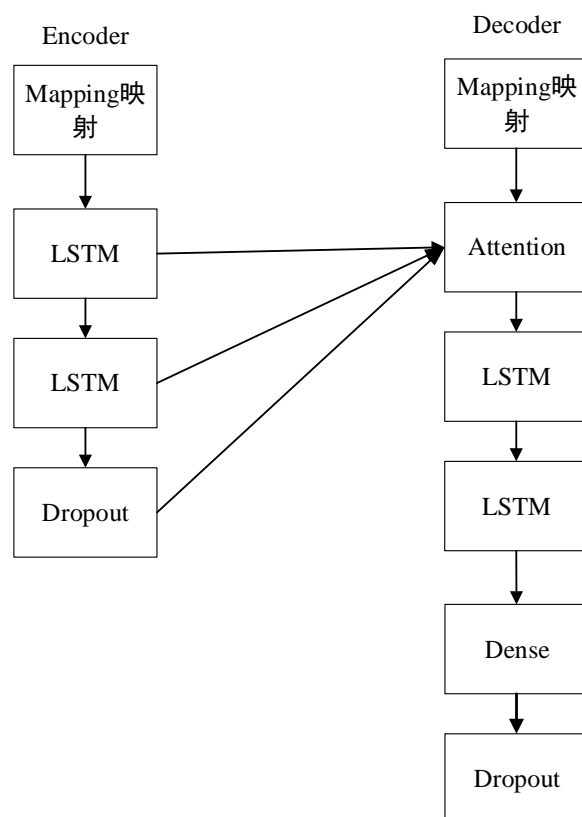 Encoder
Mapping映
射
LSTM
LSTM
Dropout
Decoder
Mapping映
射
Attention
LSTM
LSTM
Dense
Dropout